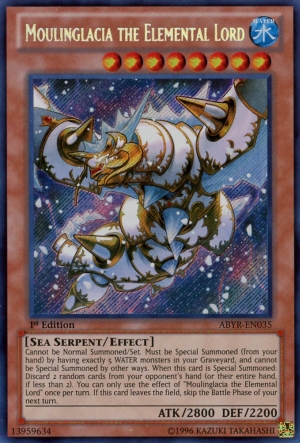 MOULINGLACIA THE ELEMENTAL LORD
WATER
水
1st Edition
ABYR-EN035
[SEA SERPENT/EFFECT]
Cannot be Normal Summoned/Set. Must be Special Summoned (from
your hand) by having exactly 5 WATER monsters in your Graveyard, and cannot
be Special Summoned by other ways. When this card is Special Summoned:
Discard 2 random cards from your opponent's hand (or their entire hand,
if less than 2). You can only use the effect of "Moulinglacia the Elemental
Lord" once per turn. If this card leaves the field, skip the Battle Phase of
your next turn.
ATK/2800 DEF/2200
13959634
©1996 KAZUKI TAKAHASHI